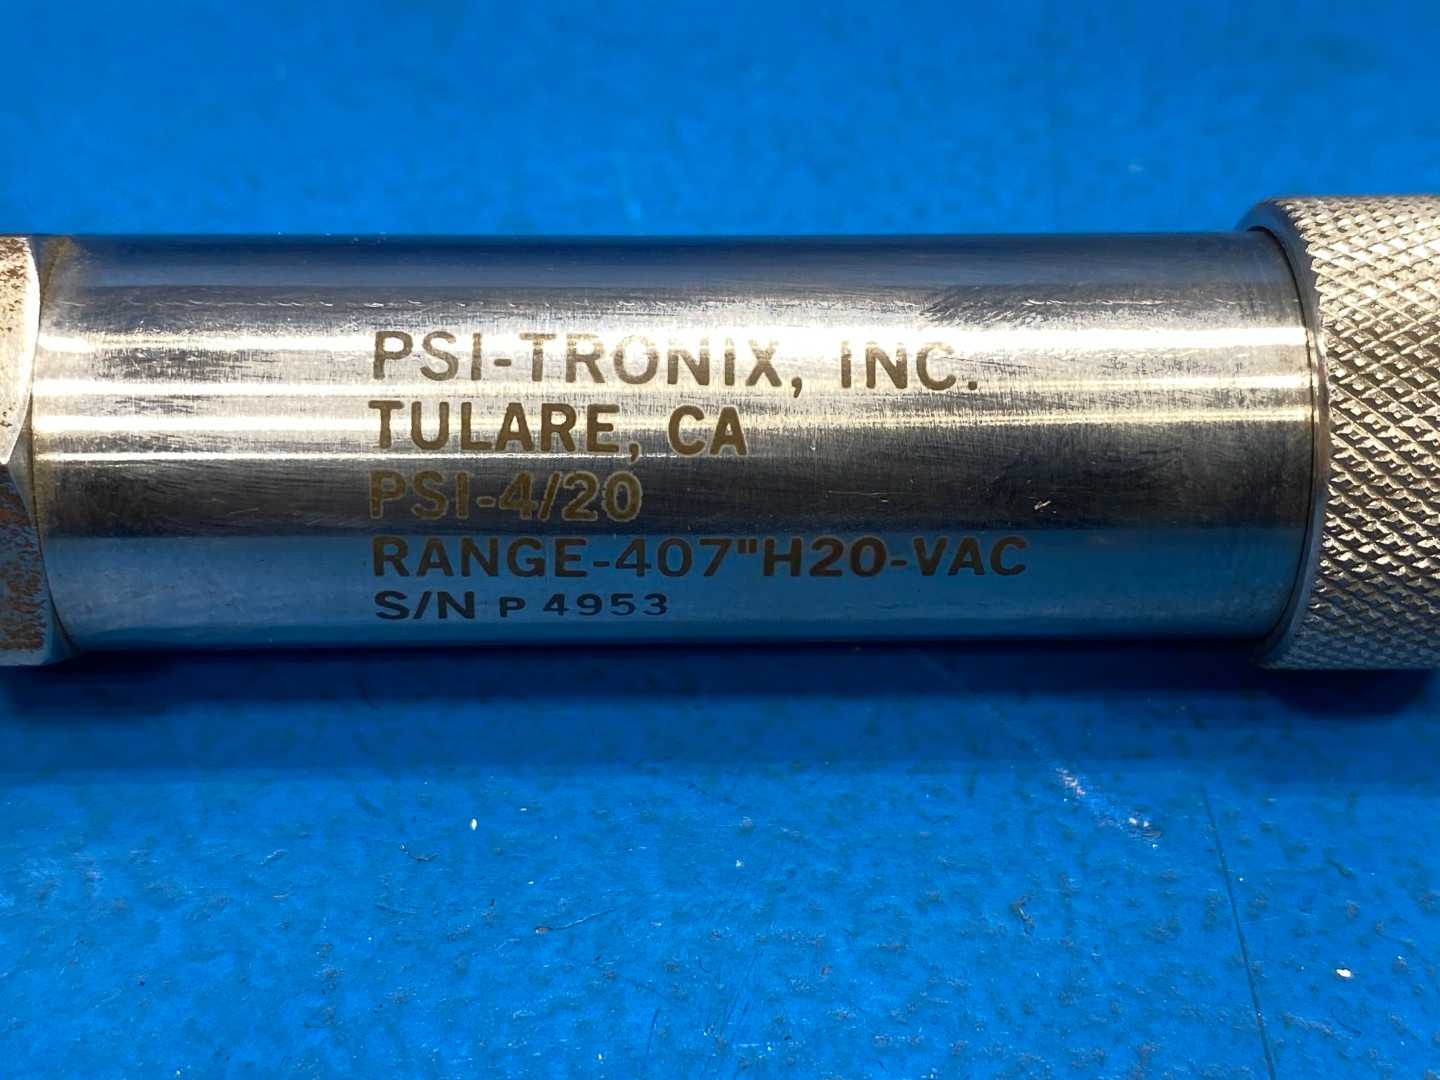 PSI-TRONIX, INC.
TULARE, CA
PSI-4/20
RANGE-407"H20-VAC
S/N P 4953